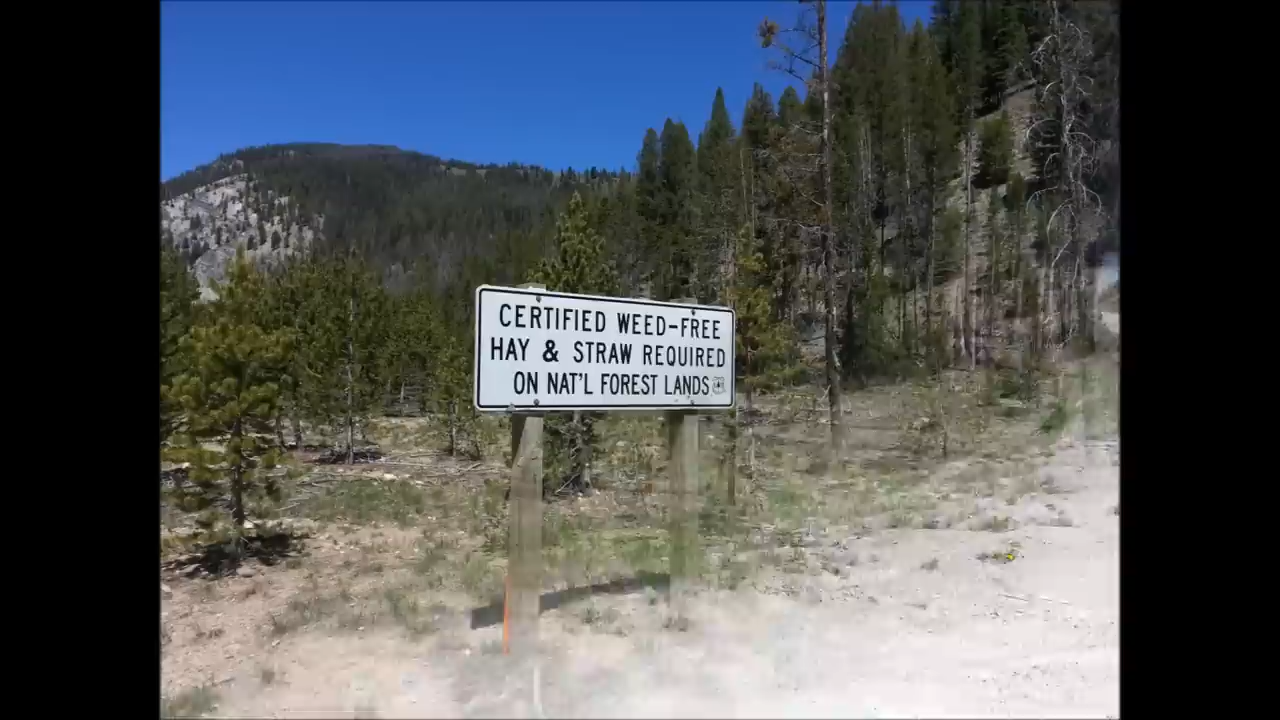 CERTIFIED WEED-FREE
HAY & STRAW REQUIRED
ON NAT'L FOREST LANDS